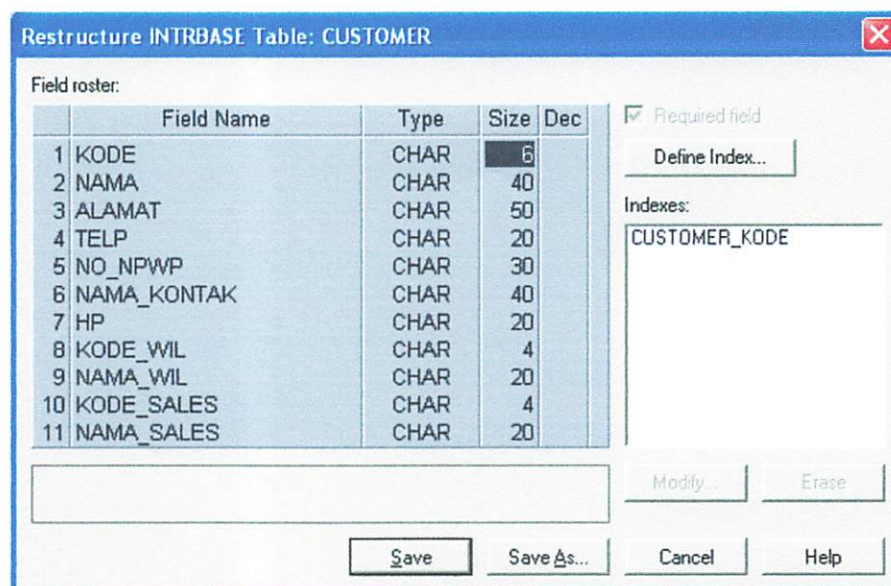 Restructure INTRBASE Table: CUSTOMER
Field roster:
Field Name Type Size Dec
1 KODE CHAR 6
2 NAMA CHAR 40
3 ALAMAT CHAR 50
4 TELP CHAR 20
5 NO_NPWP CHAR 30
6 NAMA_KONTAK CHAR 40
7 HP CHAR 20
8 KODE_WIL CHAR 4
9 NAMA_WIL CHAR 20
10 KODE_SALES CHAR 4
11 NAMA_SALES CHAR 20
Required field
Define Index...
Indexes:
CUSTOMER_KODE
Modify... Erase
Save Save As... Cancel Help